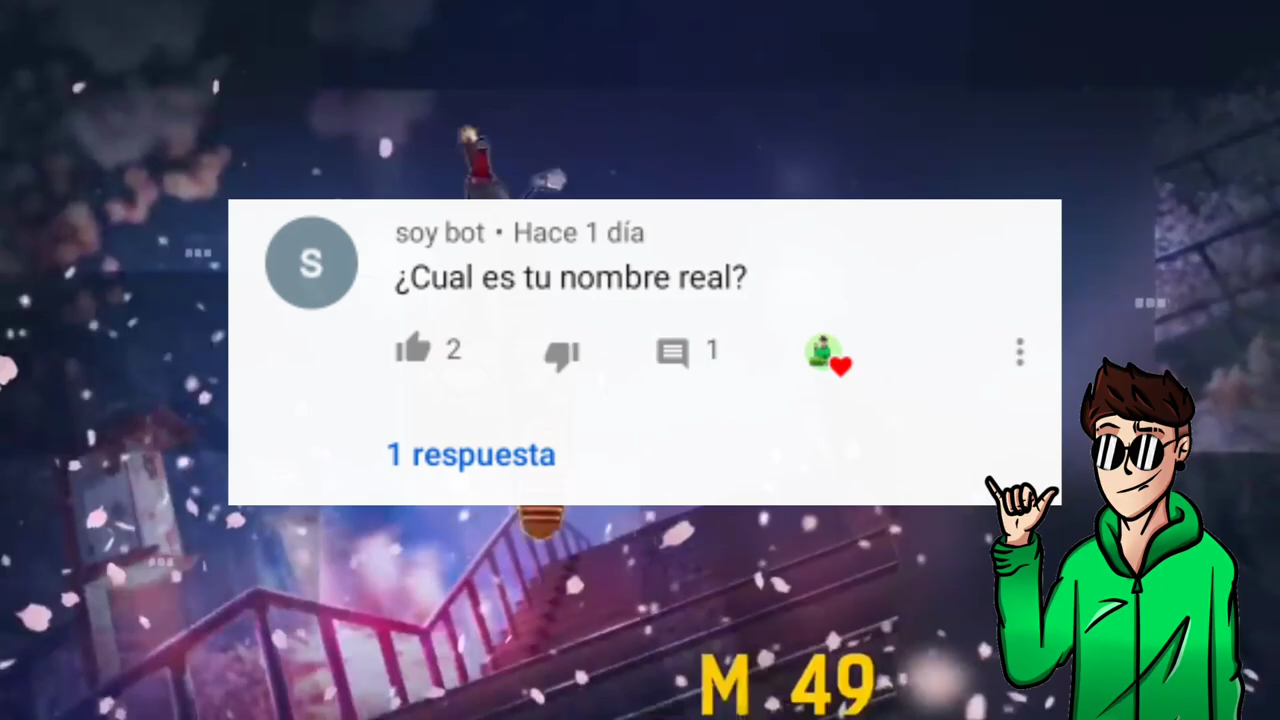 S
soy bot • Hace 1 día
¿Cual es tu nombre real?
2
1
1 respuesta
M 49